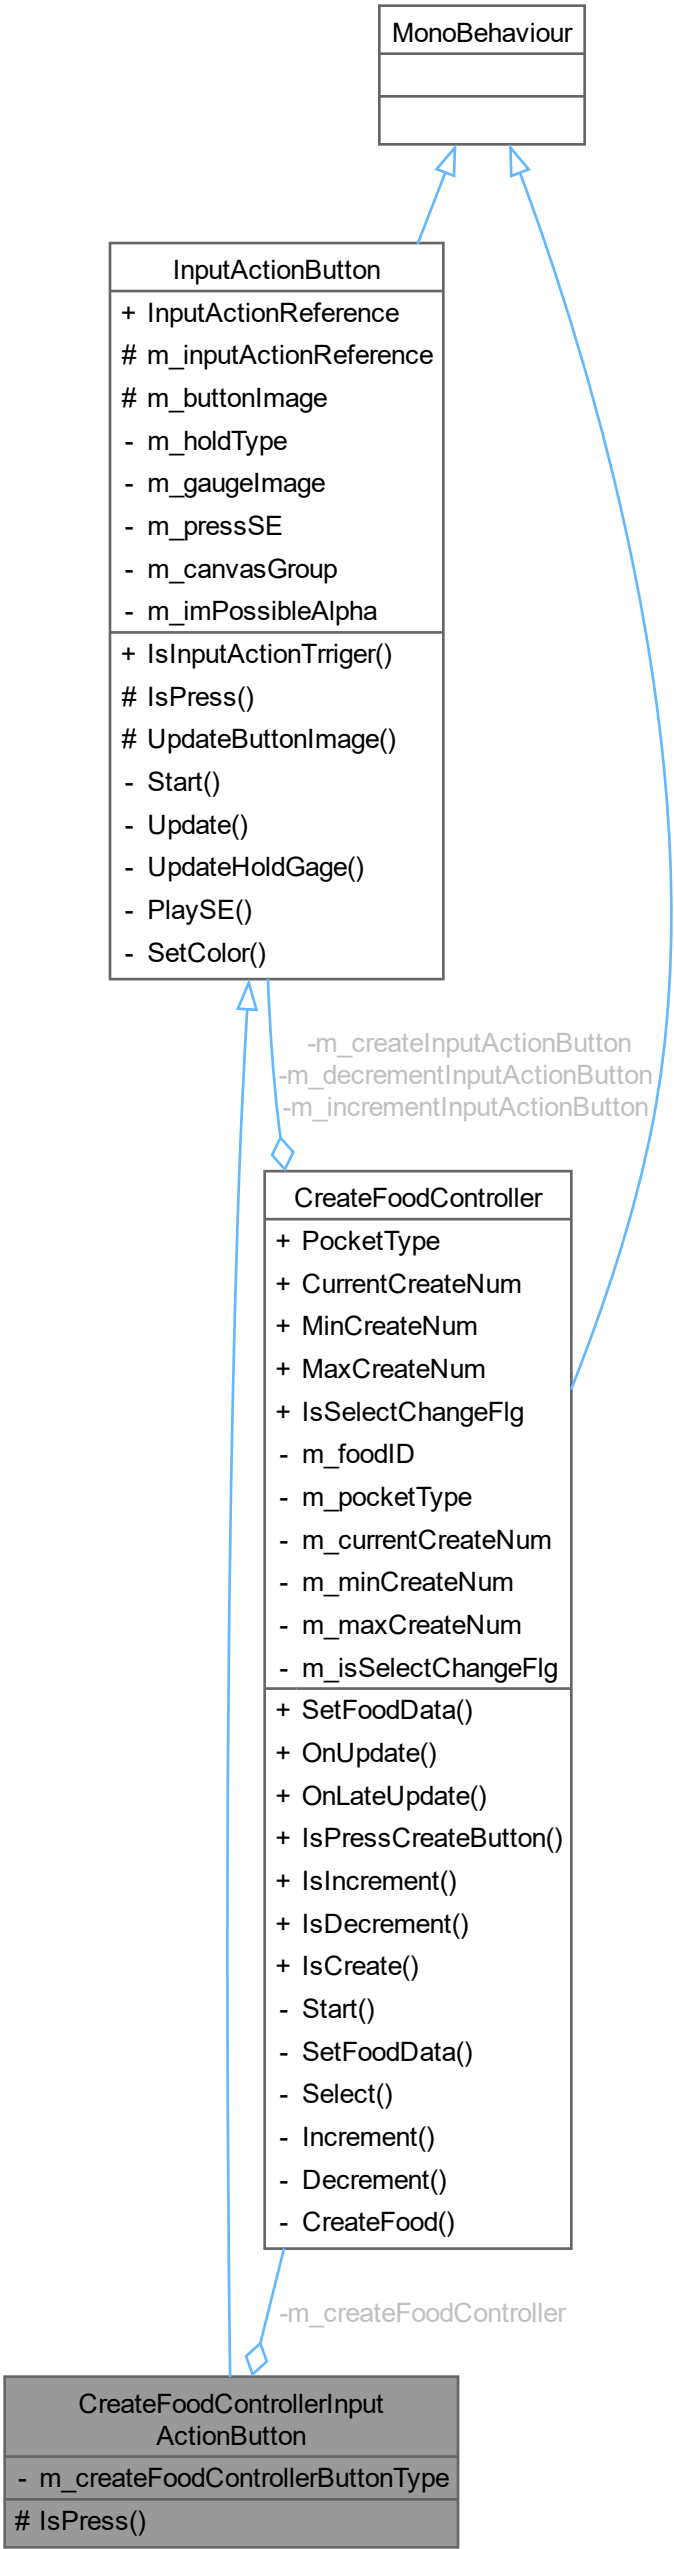 MonoBehaviour
InputActionButton
+ InputActionReference
# m_inputActionReference
# m_buttonImage
- m_holdType
- m_gaugeImage
- m_pressSE
- m_canvasGroup
- m_imPossibleAlpha
+ IsInputActionTrriger()
# IsPress()
# UpdateButtonImage()
- Start()
- Update()
- UpdateHoldGage()
- PlaySE()
- SetColor()
-m_createInputActionButton
-m_decrementInputActionButton
-m_incrementInputActionButton
CreateFoodController
+ PocketType
+ CurrentCreateNum
+ MinCreateNum
+ MaxCreateNum
+ IsSelectChangeFlg
- m_foodID
- m_pocketType
- m_currentCreateNum
- m_minCreateNum
- m_maxCreateNum
- m_isSelectChangeFlg
+ SetFoodData()
+ OnUpdate()
+ OnLateUpdate()
+ IsPressCreateButton()
+ IsIncrement()
+ IsDecrement()
+ IsCreate()
- Start()
- SetFoodData()
- Select()
- Increment()
- Decrement()
- CreateFood()
-m_createFoodController
CreateFoodControllerInput
ActionButton
- m_createFoodControllerButtonType
# IsPress()